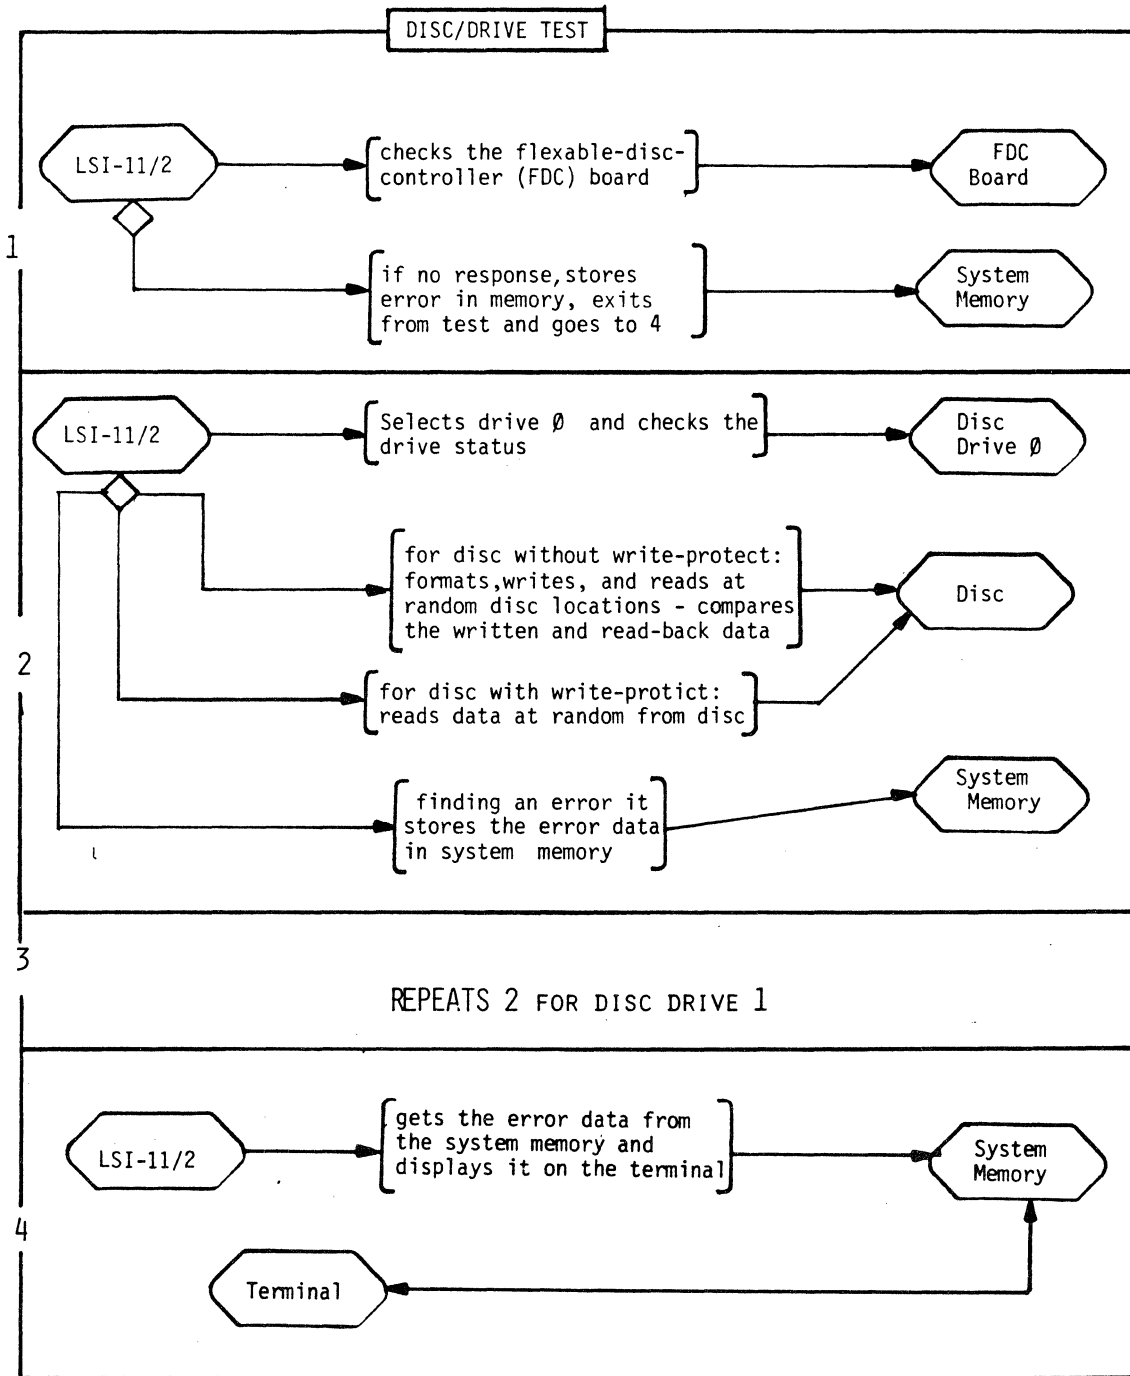 DISC/DRIVE TEST
1
LSI-11/2
checks the flexable-disc-
controller (FDC) board
FDC
Board
if no response,stores
error in memory, exits
from test and goes to 4
System
Memory
2
LSI-11/2
Selects drive Ø and checks the
drive status
Disc
Drive Ø
for disc without write-protect:
formats,writes, and reads at
random disc locations - compares
the written and read-back data
Disc
for disc with write-protict:
reads data at random from disc
finding an error it
stores the error data
in system memory
System
Memory
3
REPEATS 2 FOR DISC DRIVE 1
4
LSI-11/2
gets the error data from
the system memory and
displays it on the terminal
System
Memory
Terminal